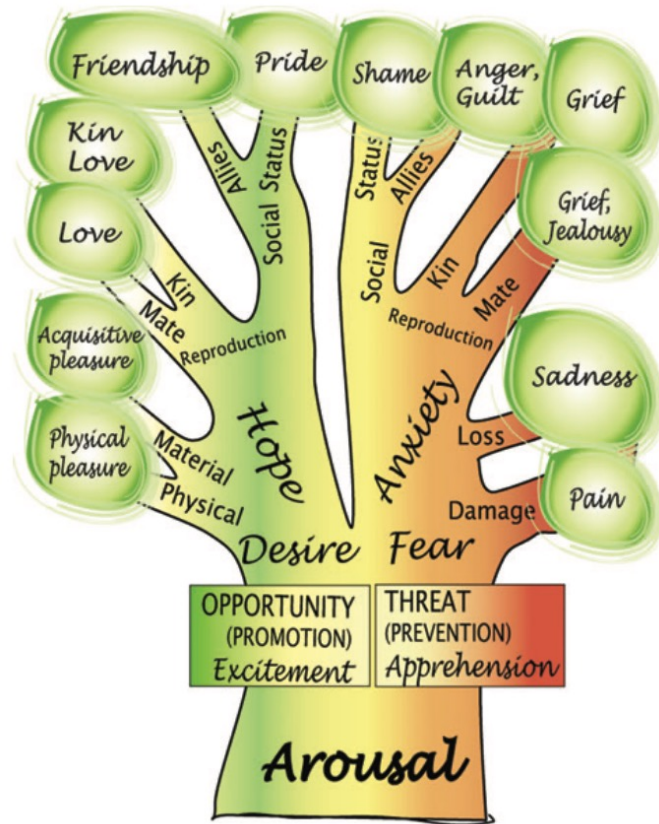 Friendship
Pride
Shame
Anger,
Guilt
Grief
Kin
Love
Love
Acquisitive
pleasure
Physical
pleasure
Grief,
Jealousy
Sadness
Pain
Allies
Social Status
Kin
Mate
Reproduction
Material
Physical
Hope
Desire
Status
Social
Allies
Kin
Mate
Reproduction
Anxiety
Loss
Damage
Fear
OPPORTUNITY
(PROMOTION)
Excitement
THREAT
(PREVENTION)
Apprehension
Arousal